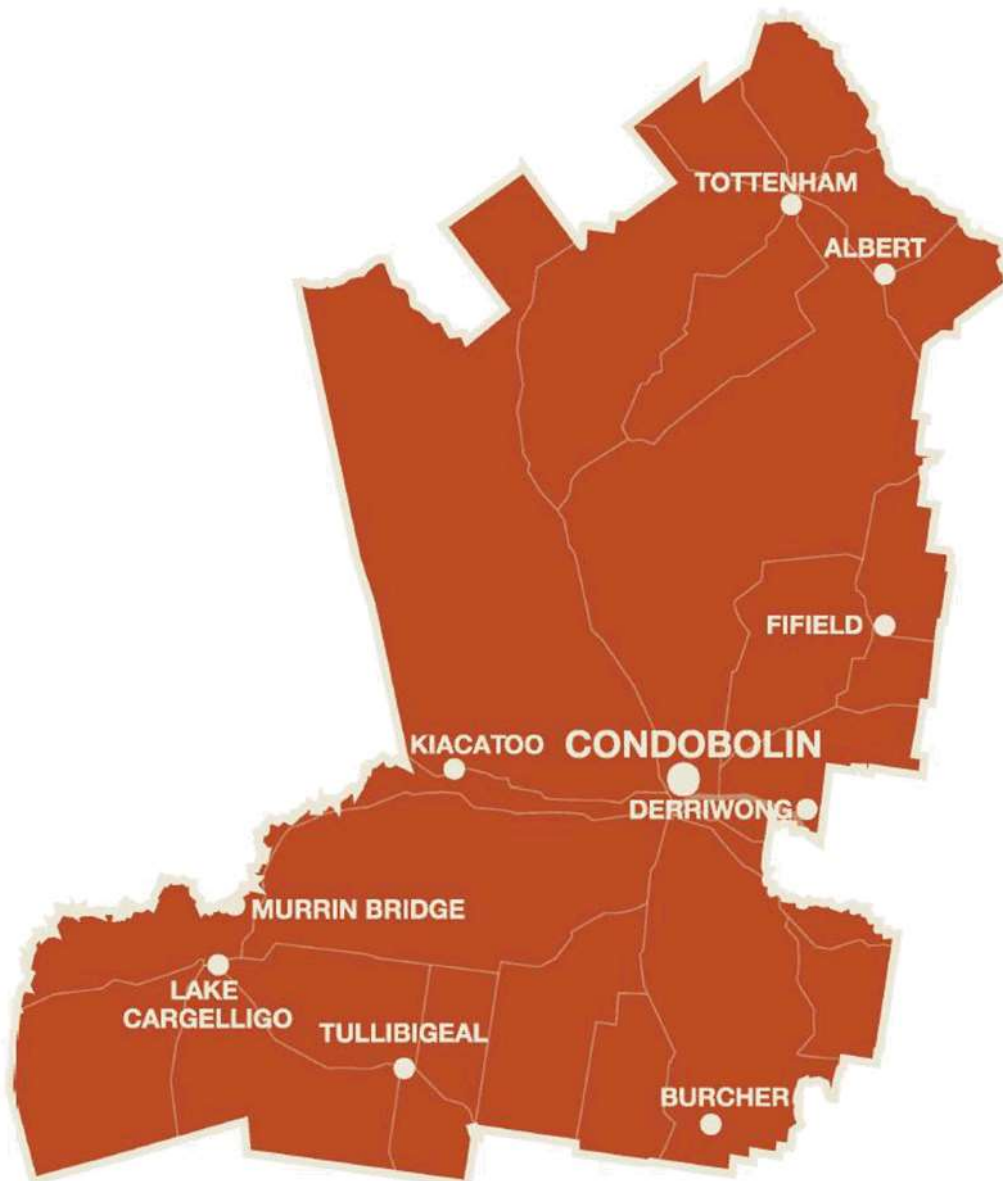 TOTTENHAM
ALBERT
FIFIELD
KIACATOO
CONDOBOLIN
DERRIWONG
MURRIN BRIDGE
LAKE
CARGELLIGO
TULLIBIGEAL
BURCHER